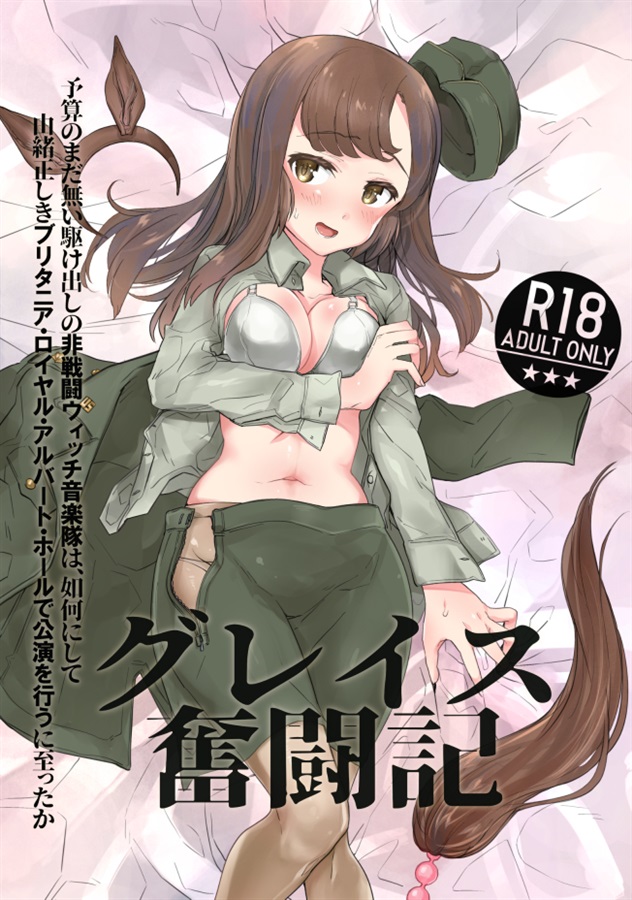 予算のまだ無い駆け出しの非戦闘ウィッチ音楽隊は、如何にして
由緒正しきブリタニア・ロイヤル・アルバート・ホールで公演を行うに至ったか
R18
ADULT ONLY
★★★
グレイス
奮闘記